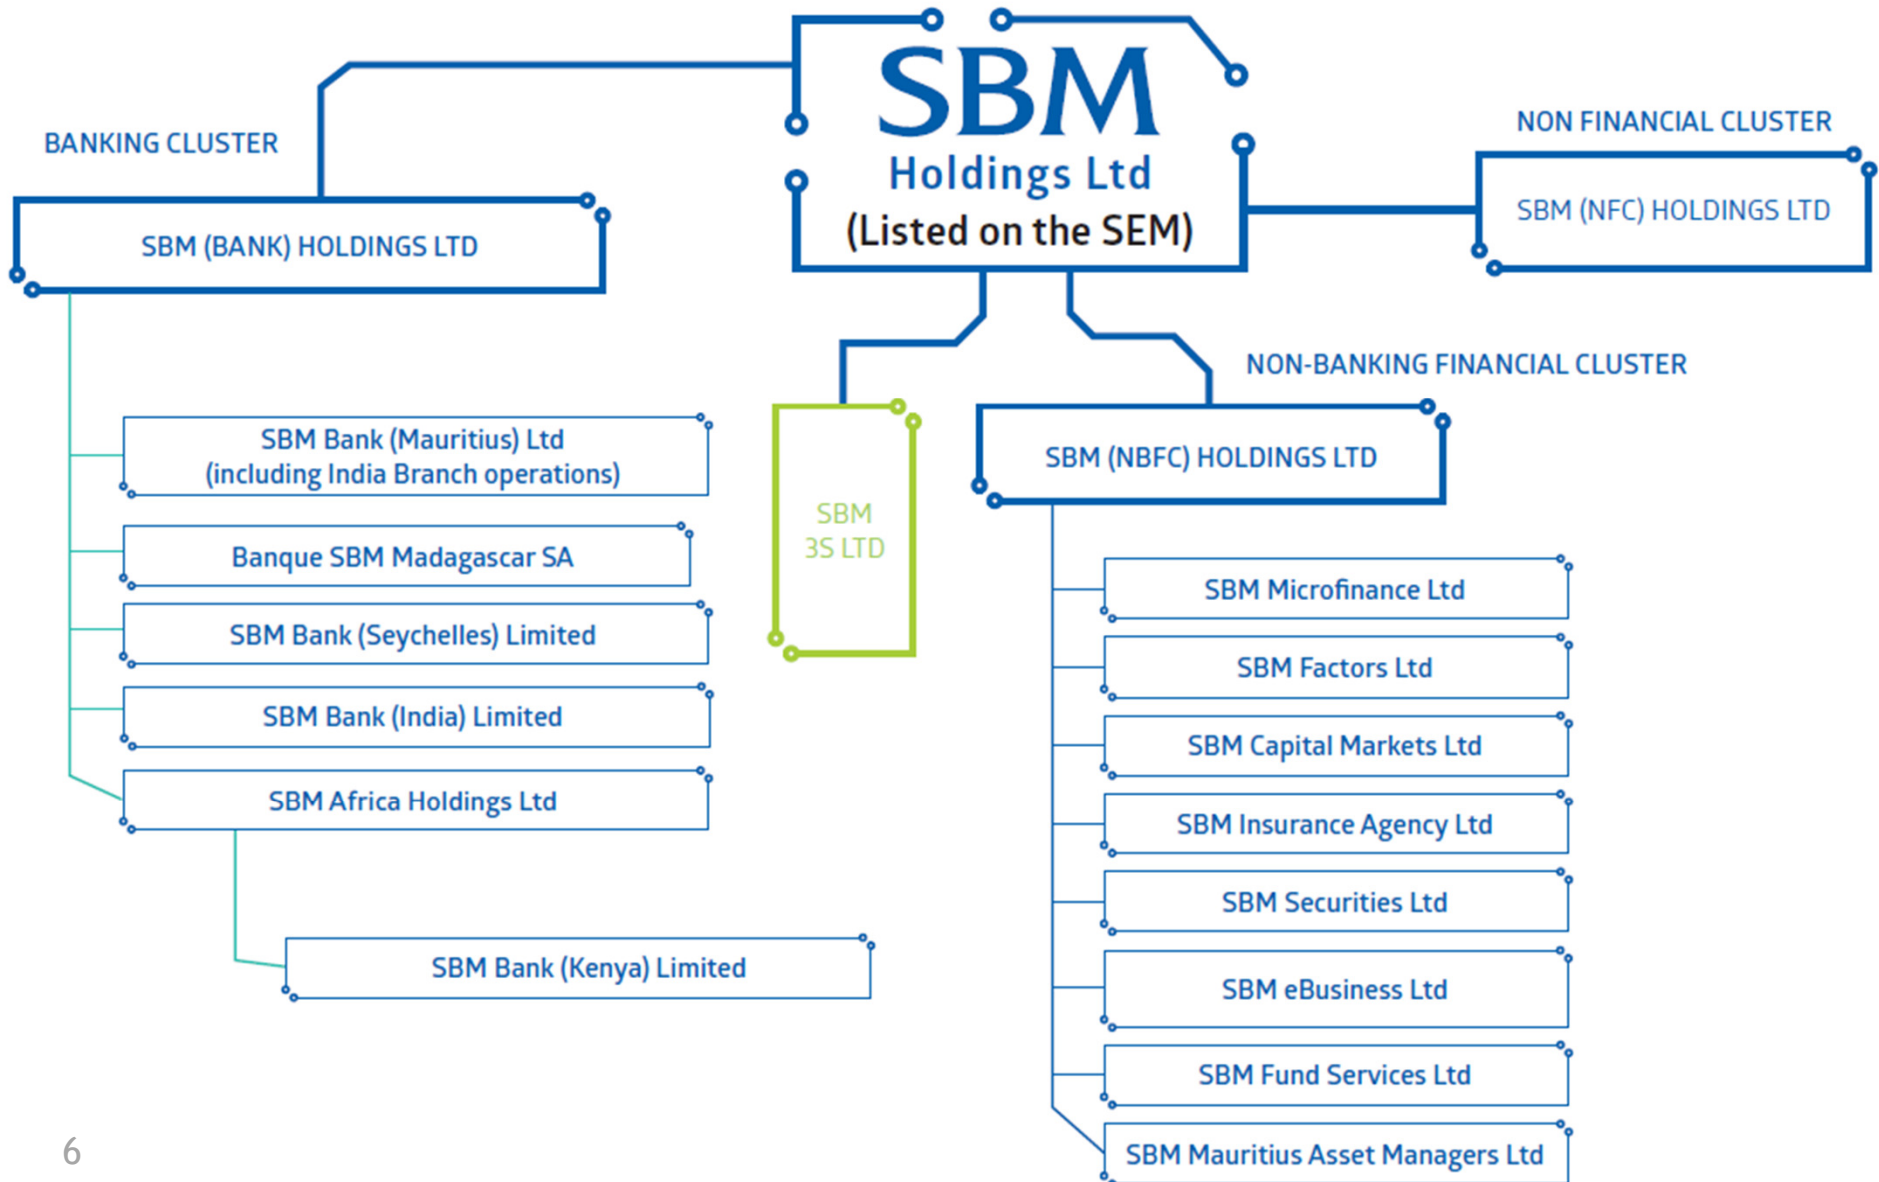 SBM
Holdings Ltd
(Listed on the SEM)
BANKING CLUSTER
SBM (BANK) HOLDINGS LTD
SBM Bank (Mauritius) Ltd
(including India Branch operations)
Banque SBM Madagascar SA
SBM Bank (Seychelles) Limited
SBM Bank (India) Limited
SBM Africa Holdings Ltd
SBM Bank (Kenya) Limited
SBM
3S LTD
NON FINANCIAL CLUSTER
SBM (NFC) HOLDINGS LTD
NON-BANKING FINANCIAL CLUSTER
SBM (NBFC) HOLDINGS LTD
SBM Microfinance Ltd
SBM Factors Ltd
SBM Capital Markets Ltd
SBM Insurance Agency Ltd
SBM Securities Ltd
SBM eBusiness Ltd
SBM Fund Services Ltd
SBM Mauritius Asset Managers Ltd
6